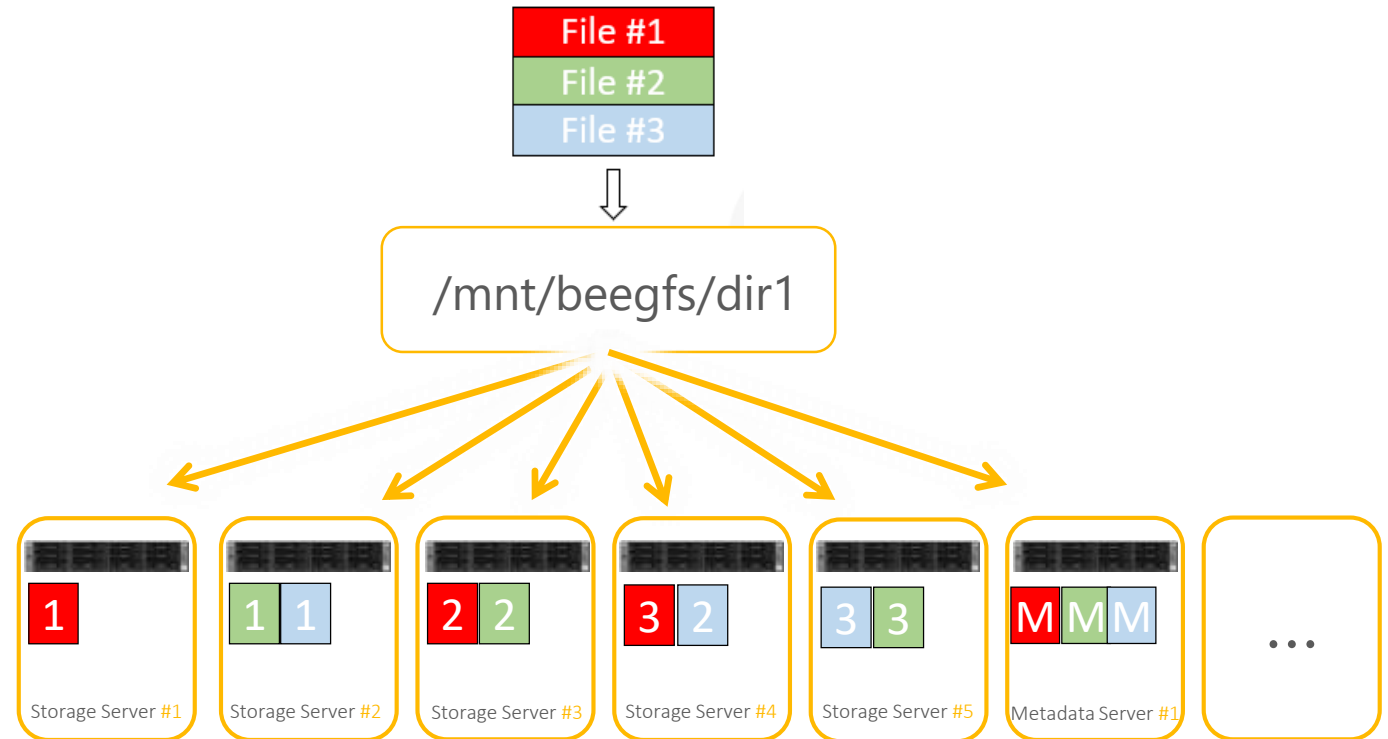 File #1
File #2
File #3
/mnt/beegfs/dir1
1
1 1
2 2
3 2
3 3
M M M
...
Storage Server #1
Storage Server #2
Storage Server #3
Storage Server #4
Storage Server #5
Metadata Server #1